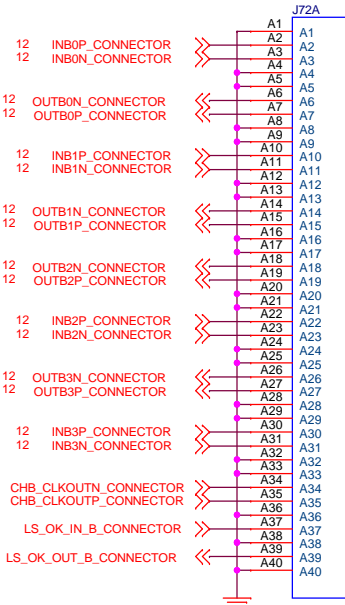 J72A
A1 A1
12 INB0P_CONNECTOR A2 A2
12 INB0N_CONNECTOR A3 A3
A4 A4
A5 A5
12 OUTB0N_CONNECTOR A6 A6
12 OUTB0P_CONNECTOR A7 A7
A8 A8
A9 A9
12 INB1P_CONNECTOR A10 A10
12 INB1N_CONNECTOR A11 A11
A12 A12
A13 A13
12 OUTB1N_CONNECTOR A14 A14
12 OUTB1P_CONNECTOR A15 A15
A16 A16
A17 A17
12 OUTB2N_CONNECTOR A18 A18
12 OUTB2P_CONNECTOR A19 A19
A20 A20
A21 A21
12 INB2P_CONNECTOR A22 A22
12 INB2N_CONNECTOR A23 A23
A24 A24
A25 A25
12 OUTB3N_CONNECTOR A26 A26
12 OUTB3P_CONNECTOR A27 A27
A28 A28
A29 A29
12 INB3P_CONNECTOR A30 A30
12 INB3N_CONNECTOR A31 A31
A32 A32
A33 A33
CHB_CLKOUTN_CONNECTOR A34 A34
CHB_CLKOUTP_CONNECTOR A35 A35
A36 A36
LS_OK_IN_B_CONNECTOR A37 A37
A38 A38
LS_OK_OUT_B_CONNECTOR A39 A39
A40 A40